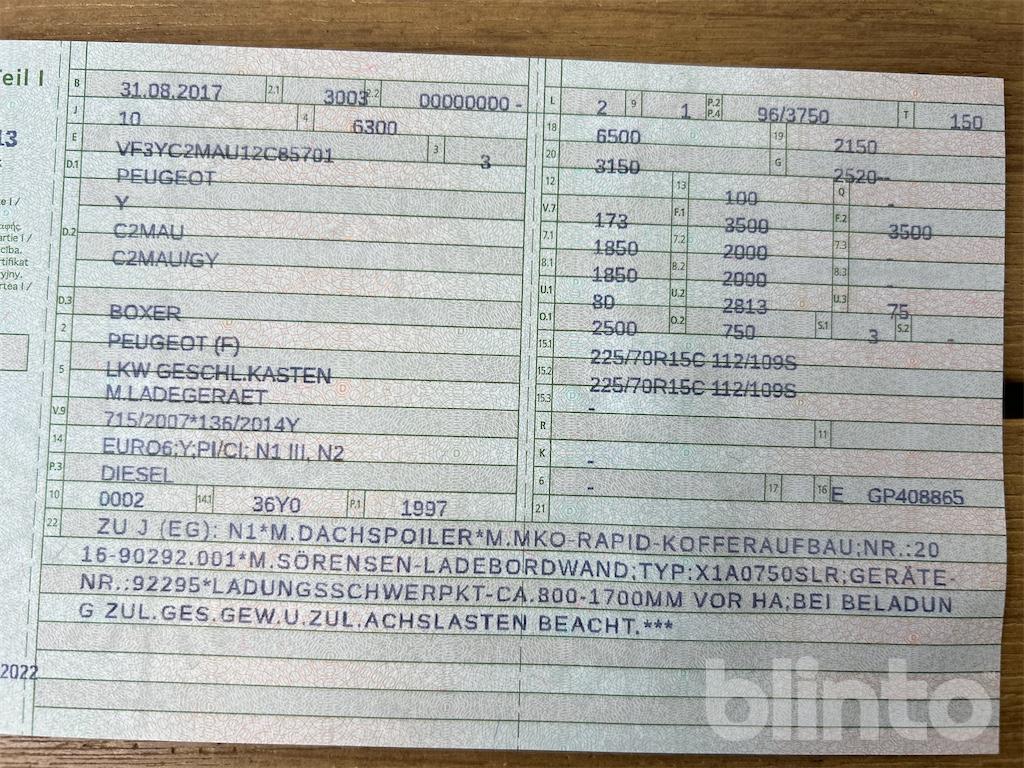 Teil I
B 31.08.2017 2.1 3003 2.2 00000000 -
J 10 4 6300
E VF3YC2MAU12C85701 3 3
D.1 PEUGEOT
Y
D.2 C2MAU
C2MAU/GY
D.3 BOXER
2 PEUGEOT (F)
5 LKW GESCHL.KASTEN
M.LADEGERAET
V.9 715/2007*136/2014Y
14 EURO6;Y;PI/CI; N1 III, N2
P.3 DIESEL
10 0002 14.1 36Y0 P.1 1997
L 2 9 1 P.2 P.4 96/3750 T 150
18 6500 19 2150
20 3150 G 2520--
12 13 100 Q -
V.7 173 F.1 3500 F.2 3500
7.1 1850 7.2 2000 7.3
8.1 1850 8.2 2000 8.3 -
U.1 80 U.2 2813 U.3 75
O.1 2500 O.2 750 S.1 3 S.2 -
15.1 225/70R15C 112/109S
15.2 225/70R15C 112/109S
15.3 -
R 11
K -
6 - 17 16 E GP408865
21
22 ZU J (EG): N1*M.DACHSPOILER*M.MKO-RAPID-KOFFERAUFBAU;NR.:20
16-90292.001*M.SÖRENSEN-LADEBORDWAND;TYP:X1A0750SLR;GERÄTE-
NR.:92295*LADUNGSSCHWERPKT-CA.800-1700MM VOR HA;BEI BELADUN
G ZUL.GES.GEW.U.ZUL.ACHSLASTEN BEACHT.***
13
e I /
artie I /
ccba.
rtifikat
yjny.
rtea I /
2022
blinto